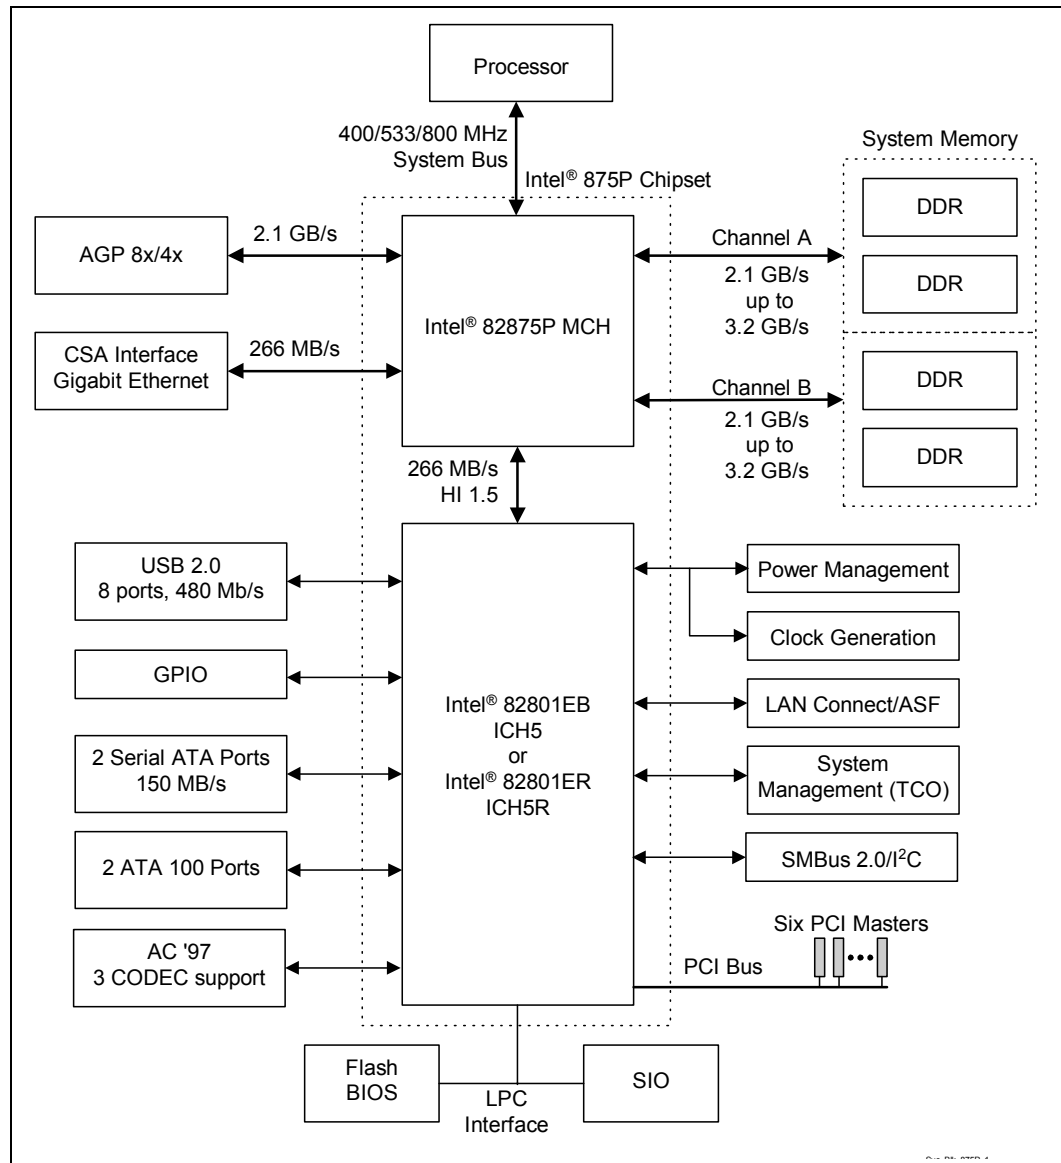 Processor
400/533/800 MHz
System Bus
Intel® 875P Chipset
System Memory
DDR
DDR
DDR
DDR
AGP 8x/4x
2.1 GB/s
CSA Interface
Gigabit Ethernet
266 MB/s
Intel® 82875P MCH
Channel A
2.1 GB/s
up to
3.2 GB/s
Channel B
2.1 GB/s
up to
3.2 GB/s
266 MB/s
HI 1.5
USB 2.0
8 ports, 480 Mb/s
GPIO
2 Serial ATA Ports
150 MB/s
2 ATA 100 Ports
AC '97
3 CODEC support
Intel® 82801EB
ICH5
or
Intel® 82801ER
ICH5R
Power Management
Clock Generation
LAN Connect/ASF
System
Management (TCO)
SMBus 2.0/I²C
Six PCI Masters
PCI Bus
Flash
BIOS
LPC
Interface
SIO